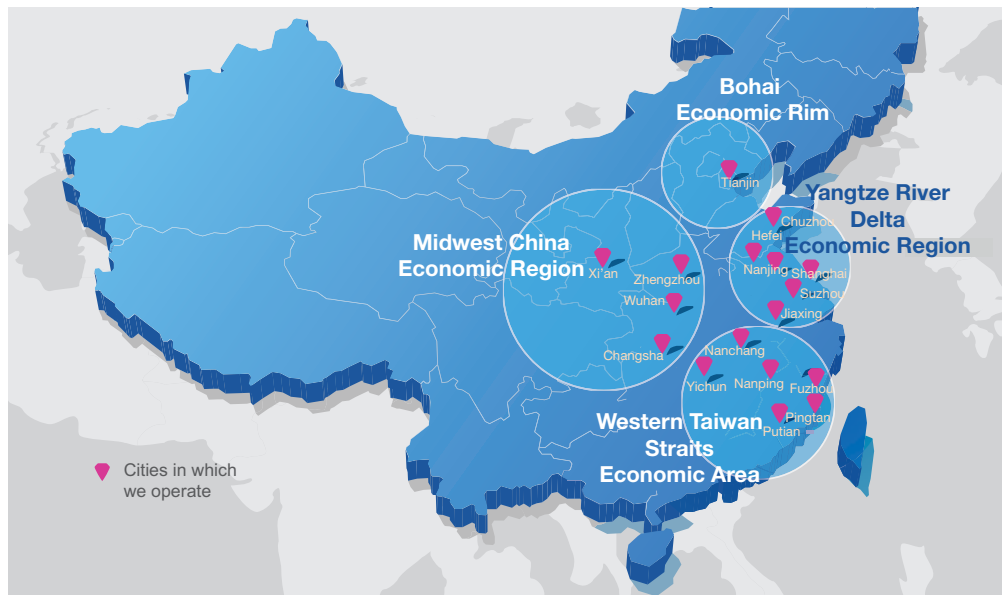 Bohai
Economic Rim
Tianjin
Yangtze River
Delta
Economic Region
Chuzhou
Hefei
Nanjing
Shanghai
Suzhou
Jiaxing
Midwest China
Economic Region
Xi'an
Zhengzhou
Wuhan
Changsha
Nanchang
Yichun
Nanping
Fuzhou
Pingtan
Putian
Western Taiwan
Straits
Economic Area
Cities in which
we operate